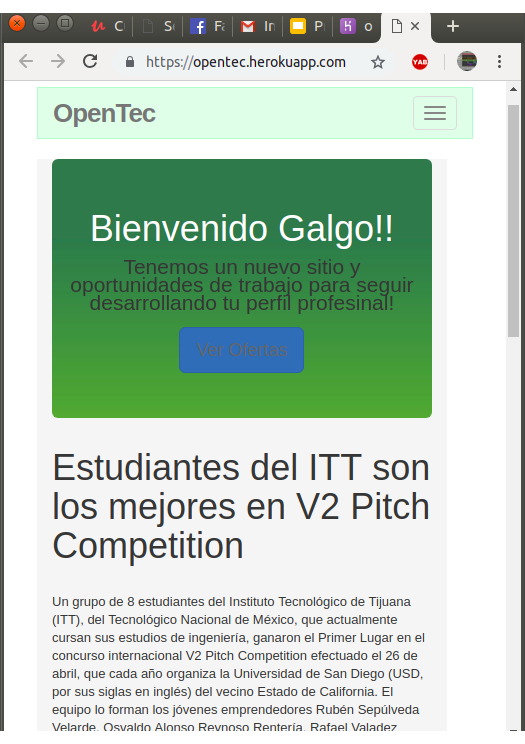 C
Se
Fa
In
P
o
https://opentec.herokuapp.com
YAB
OpenTec
Bienvenido Galgo!!
Tenemos un nuevo sitio y
oportunidades de trabajo para seguir
desarrollando tu perfil profesinal!
Ver Ofertas
Estudiantes del ITT son
los mejores en V2 Pitch
Competition
Un grupo de 8 estudiantes del Instituto Tecnológico de Tijuana
(ITT), del Tecnológico Nacional de México, que actualmente
cursan sus estudios de ingeniería, ganaron el Primer Lugar en el
concurso internacional V2 Pitch Competition efectuado el 26 de
abril, que cada año organiza la Universidad de San Diego (USD,
por sus siglas en inglés) del vecino Estado de California. El
equipo lo forman los jóvenes emprendedores Rubén Sepúlveda
Velarde, Osvaldo Alonso Reynoso Rentería, Rafael Valadez